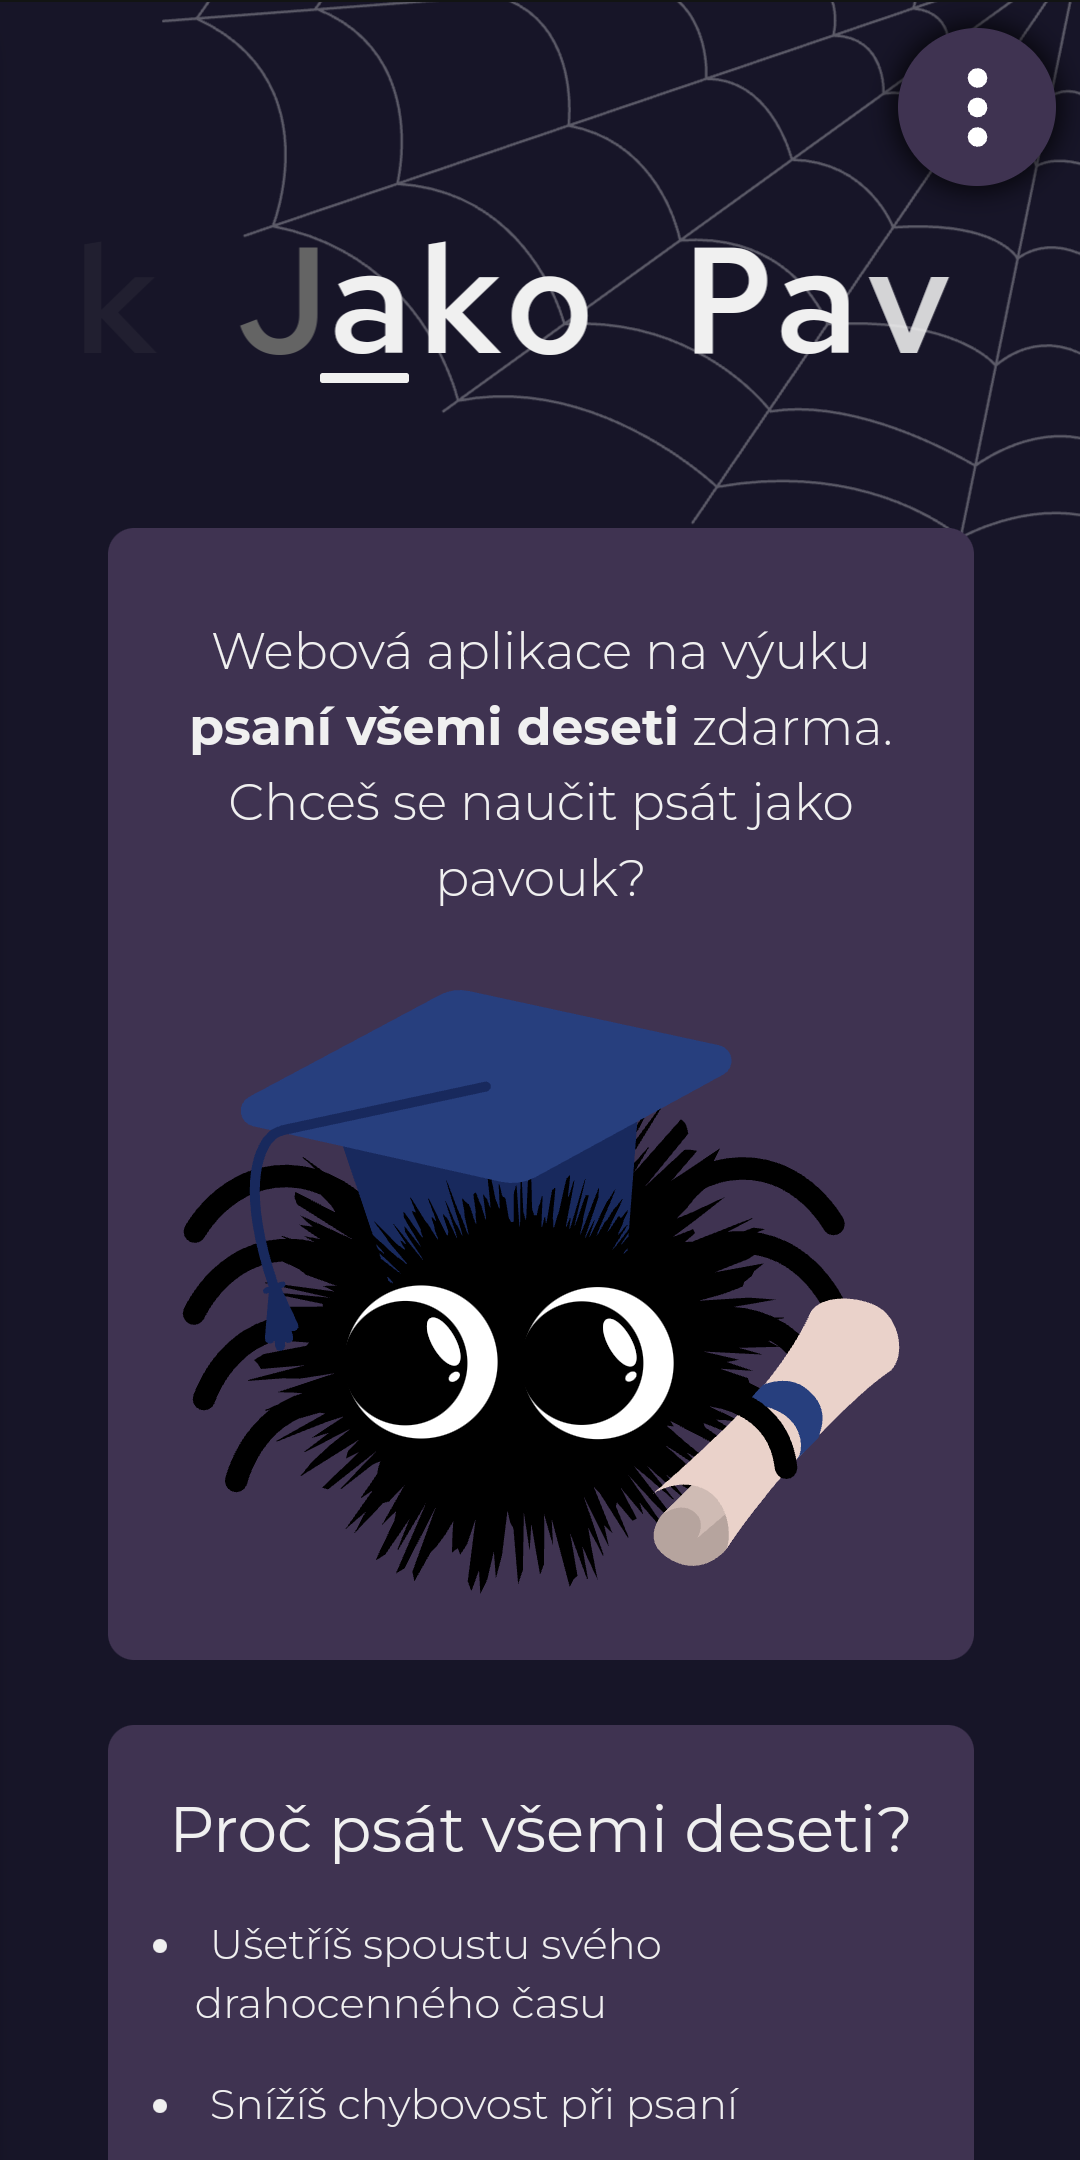 k Jako Pav
Webová aplikace na výuku
psaní všemi deseti zdarma.
Chceš se naučit psát jako
pavouk?
Proč psát všemi deseti?
• Ušetříš spoustu svého
drahocenného času
• Snížíš chybovost při psaní